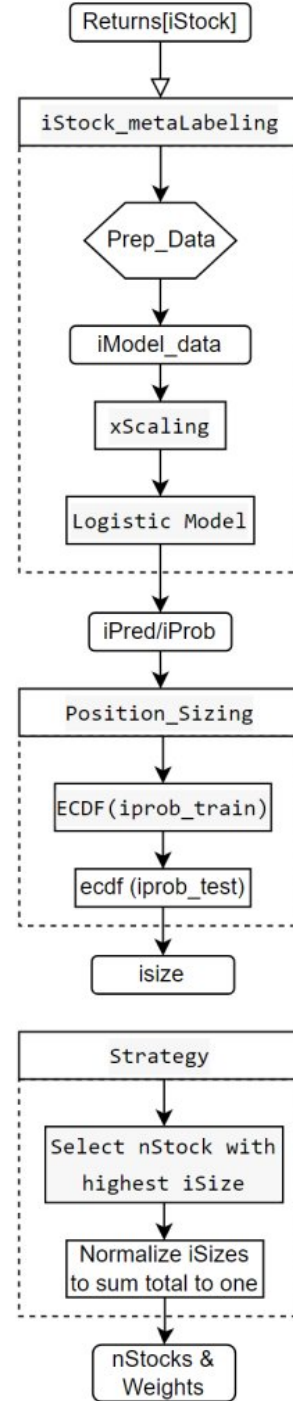 Returns[iStock]
iStock_metaLabeling
Prep_Data
iModel_data
xScaling
Logistic Model
iPred/iProb
Position_Sizing
ECDF(iprob_train)
ecdf (iprob_test)
isize
Strategy
Select nStock with
highest iSize
Normalize iSizes
to sum total to one
nStocks &
Weights